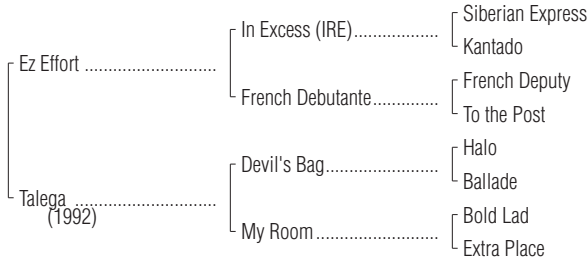 Siberian Express
In Excess (IRE)....................
Kantado
Ez Effort ............................
French Deputy
French Debutante...............
To the Post
Halo
Devil's Bag..........................
Ballade
Talega ..............................
(1992)
Bold Lad
My Room............................
Extra Place